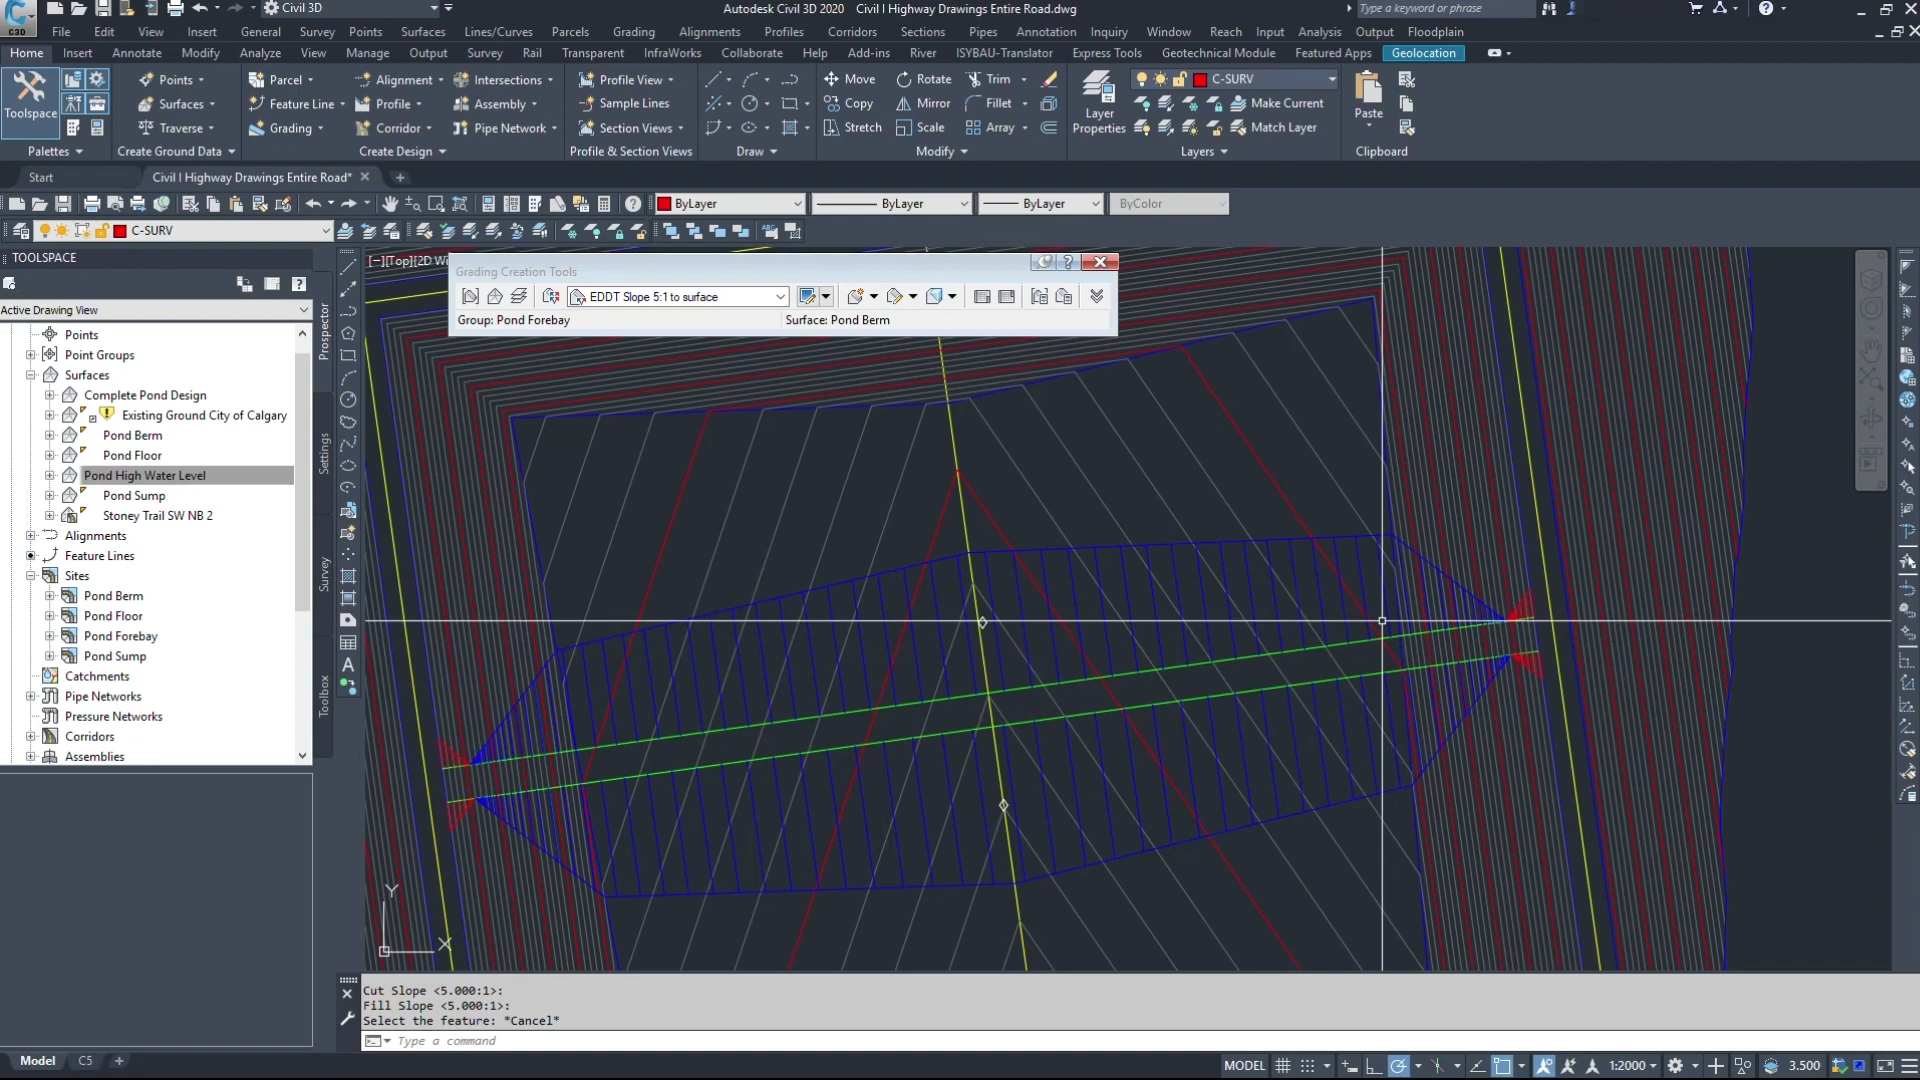 C3D
Civil 3D
Autodesk Civil 3D 2020 Civil I Highway Drawings Entire Road.dwg
Type a keyword or phrase
File Edit View Insert General Survey Points Surfaces Lines/Curves Parcels Grading Alignments Profiles Corridors Sections Pipes Annotation Inquiry Window Reach Input Analysis Output Floodplain
Home Insert Annotate Modify Analyze View Manage Output Survey Rail Transparent InfraWorks Collaborate Help Add-ins River ISYBAU-Translator Express Tools Geotechnical Module Featured Apps Geolocation
Points Parcel Alignment Intersections Profile View Move Rotate Trim C-SURV
Toolspace Surfaces Feature Line Profile Assembly Sample Lines Copy Mirror Fillet Make Current
Traverse Grading Corridor Pipe Network Section Views Stretch Scale Array Layer Properties Match Layer Paste
Palettes Create Ground Data Create Design Profile & Section Views Draw Modify Layers Clipboard
Start Civil I Highway Drawings Entire Road*
ByLayer ByLayer ByLayer ByColor
C-SURV
TOOLSPACE
[−][Top][2D Wi
Grading Creation Tools
EDDT Slope 5:1 to surface
Group: Pond Forebay Surface: Pond Berm
Active Drawing View
Points
Point Groups
Surfaces
Complete Pond Design
Existing Ground City of Calgary
Pond Berm
Pond Floor
Pond High Water Level
Pond Sump
Stoney Trail SW NB 2
Alignments
Feature Lines
Sites
Pond Berm
Pond Floor
Pond Forebay
Pond Sump
Catchments
Pipe Networks
Pressure Networks
Corridors
Assemblies
Prospector
Settings
Survey
Toolbox
Y
X
Cut Slope <5.000:1>:
Fill Slope <5.000:1>:
Select the feature: *Cancel*
Type a command
Model C5
MODEL 1:2000 3.500